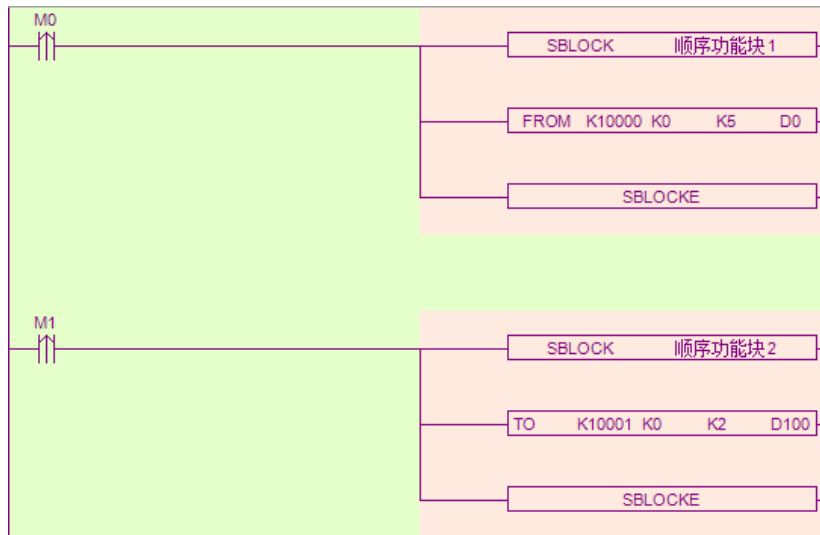 M0
SBLOCK 顺序功能块1
FROM K10000 K0 K5 D0
SBLOCKE
M1
SBLOCK 顺序功能块2
TO K10001 K0 K2 D100
SBLOCKE